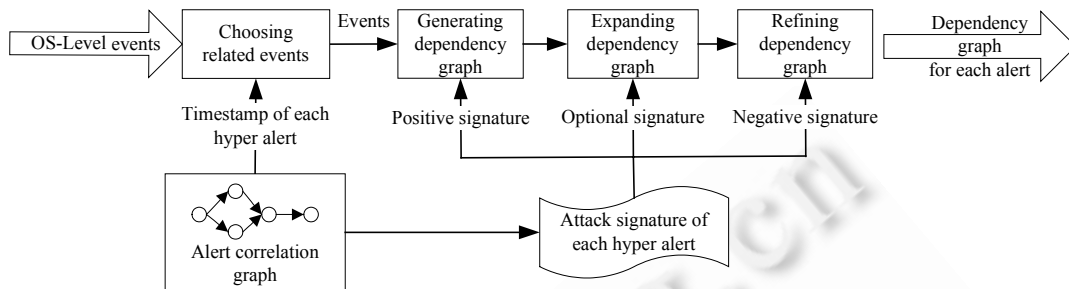 OS-Level events
Choosing
related events
Events
Generating
dependency
graph
Expanding
dependency
graph
Refining
dependency
graph
Dependency
graph
for each alert
Timestamp of each
hyper alert
Positive signature
Optional signature
Negative signature
Alert correlation
graph
Attack signature of
each hyper alert